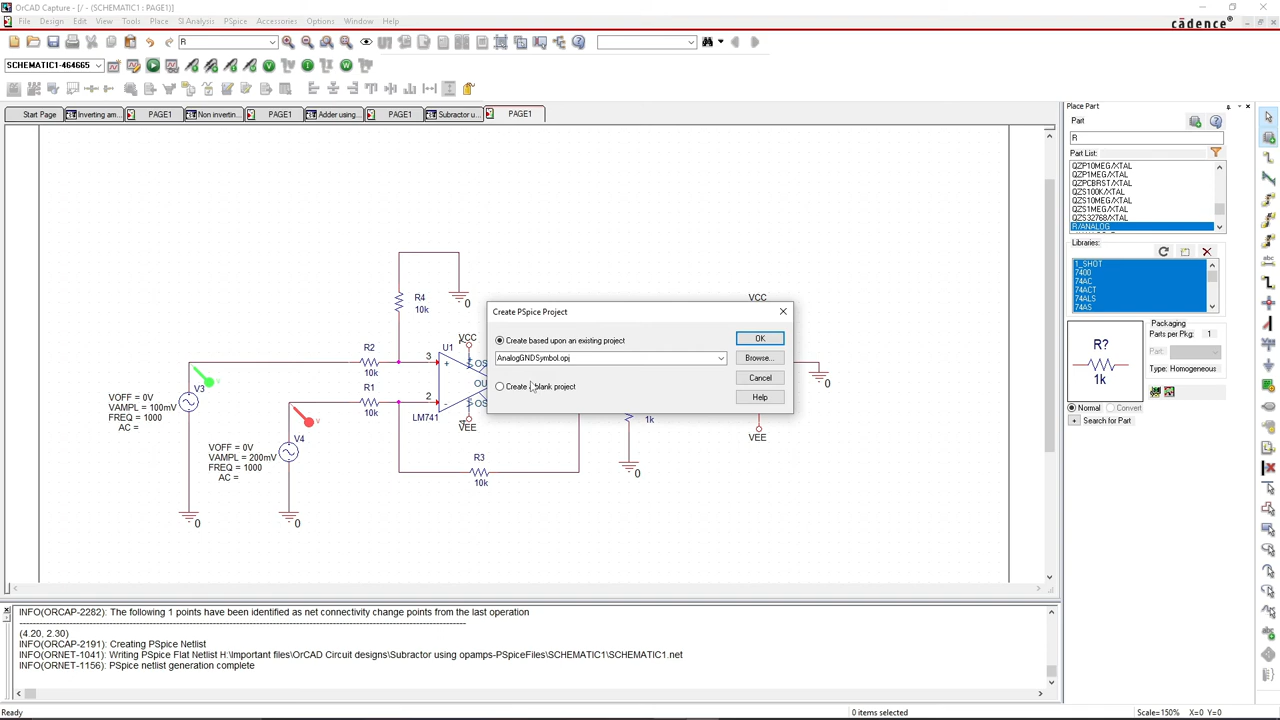 OrCAD Capture - [/ - (SCHEMATIC1 : PAGE1)]
File Design Edit View Tools Place SI Analysis PSpice Accessories Options Window Help
cādence
R
SCHEMATIC1-464665
Start Page Inverting am... PAGE1 Non invertin... PAGE1 Adder using... PAGE1 Subractor u... PAGE1
Place Part
Part
R
Part List:
QZP10MEG/XTAL
QZP1MEG/XTAL
QZPCBRST/XTAL
QZS100K/XTAL
QZS10MEG/XTAL
QZS1MEG/XTAL
QZS32768/XTAL
R/ANALOG
Libraries:
1_SHOT
7400
74AC
74ACT
74ALS
74AS
Packaging
Parts per Pkg: 1
Part:
Type: Homogeneous
R?
1k
Normal Convert
Search for Part
R4
10k
0
VCC
U1
R2
10k
3
+
OS
OU
R1
10k
2
-
OS
LM741
VEE
V3
VOFF = 0V
VAMPL = 100mV
FREQ = 1000
AC =
0
V4
VOFF = 0V
VAMPL = 200mV
FREQ = 1000
AC =
0
R3
10k
1k
0
VCC
0
VEE
Create PSpice Project
Create based upon an existing project
AnalogGNDSymbol.opj
Create a blank project
OK
Browse...
Cancel
Help
INFO(ORCAP-2282): The following 1 points have been identified as net connectivity change points from the last operation
(4.20, 2.30)
INFO(ORCAP-2191): Creating PSpice Netlist
INFO(ORNET-1041): Writing PSpice Flat Netlist H:\Important files\OrCAD Circuit designs\Subractor using opamps-PSpiceFiles\SCHEMATIC1\SCHEMATIC1.net
INFO(ORNET-1156): PSpice netlist generation complete
Ready
0 items selected
Scale=150% X=0 Y=0